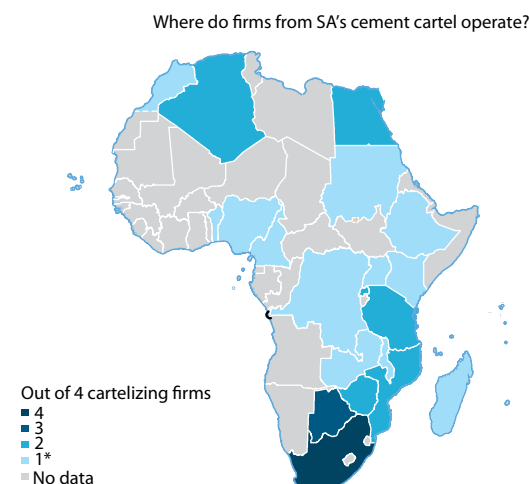 Where do firms from SA's cement cartel operate?
Out of 4 cartelizing firms
4
3
2
1*
No data